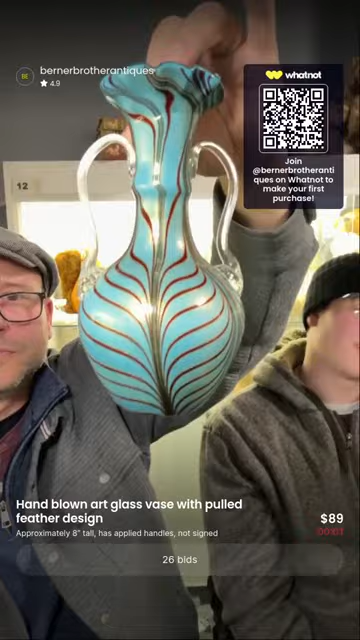 bernerbrotherantiques
4.9
whatnot
Join
@bernerbrotheranti
ques on Whatnot to
make your first
purchase!
12
Hand blown art glass vase with pulled
feather design
$89
Approximately 8" tall, has applied handles, not signed
00:01
26 bids